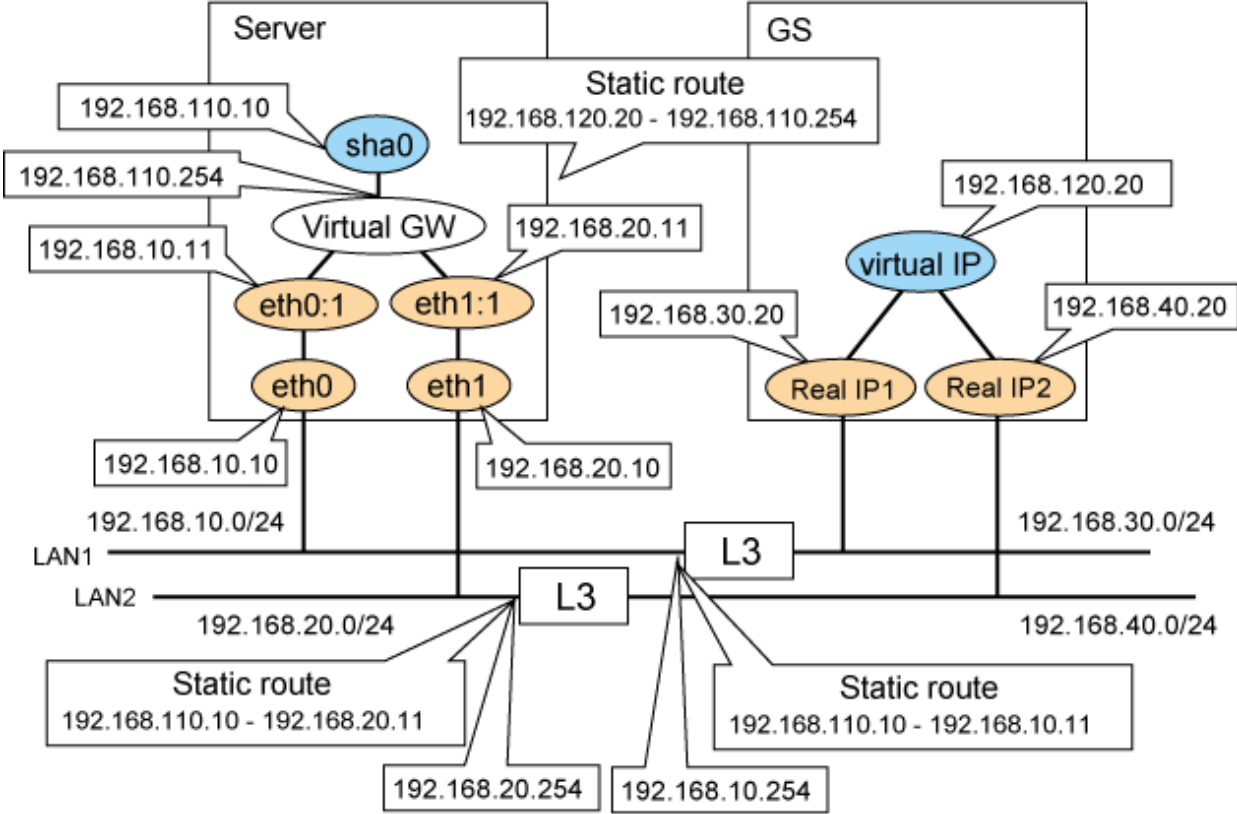 Server
GS
Static route
192.168.120.20 - 192.168.110.254
192.168.110.10
sha0
192.168.110.254
192.168.120.20
Virtual GW
192.168.20.11
192.168.10.11
virtual IP
eth0:1
eth1:1
192.168.30.20
192.168.40.20
eth0
eth1
Real IP1
Real IP2
192.168.10.10
192.168.20.10
192.168.10.0/24
192.168.30.0/24
LAN1
L3
LAN2
L3
192.168.20.0/24
192.168.40.0/24
Static route
192.168.110.10 - 192.168.20.11
Static route
192.168.110.10 - 192.168.10.11
192.168.20.254
192.168.10.254